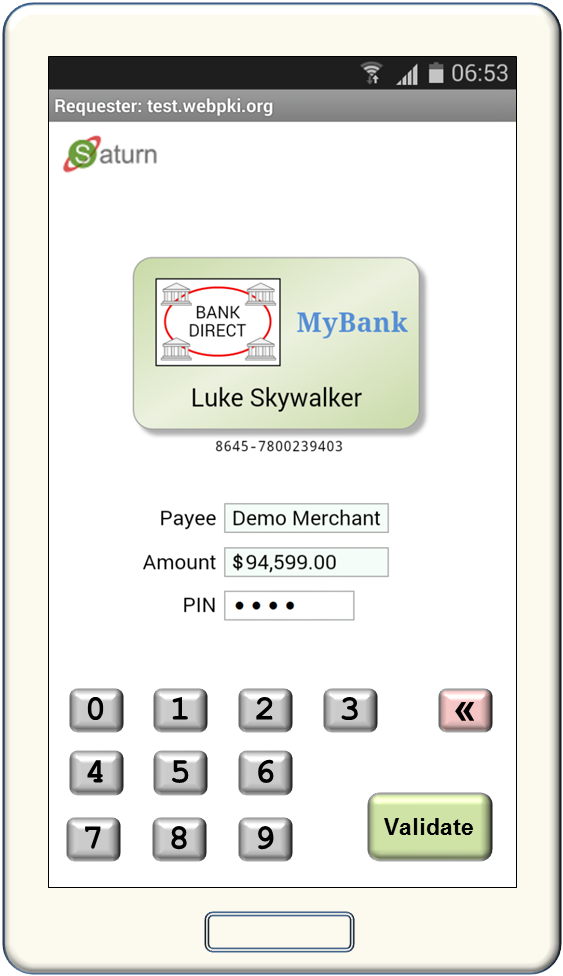 06:53
Requester: test.webpki.org
Saturn
BANK
DIRECT
MyBank
Luke Skywalker
8645-7800239403
Payee Demo Merchant
Amount $94,599.00
PIN ● ● ● ●
0 1 2 3 «
4 5 6
7 8 9
Validate